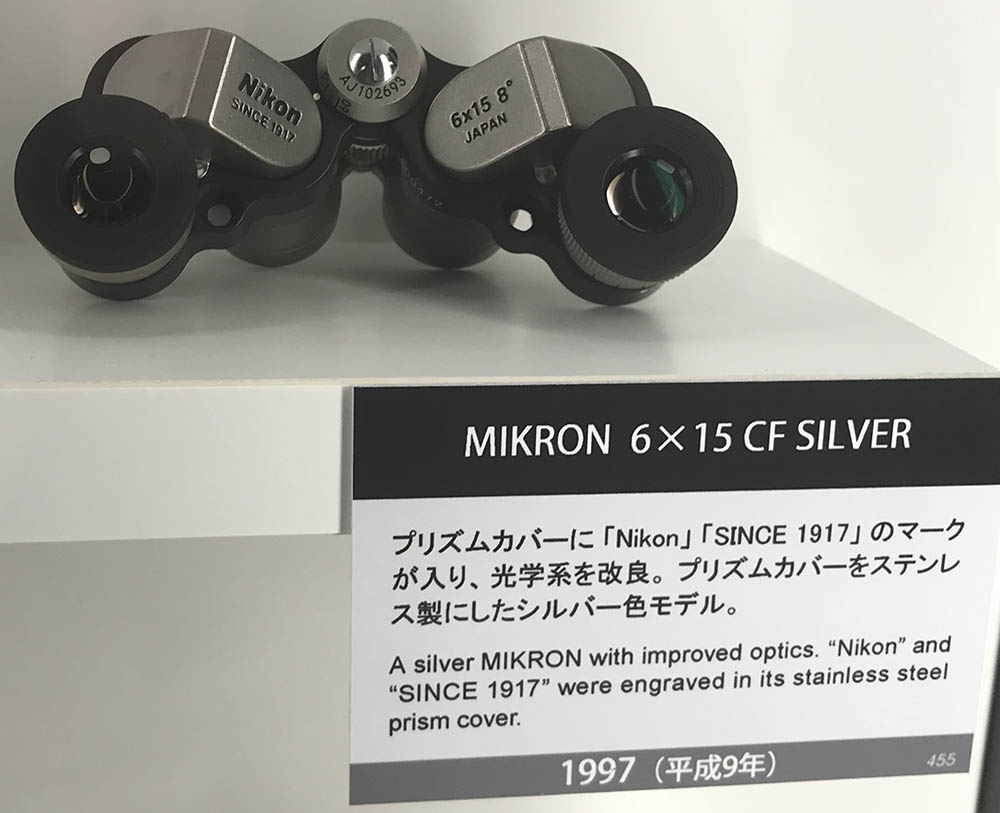 Nikon
SINCE 1917
AJ102693
6x15 8°
JAPAN
MIKRON 6×15 CF SILVER
プリズムカバーに「Nikon」「SINCE 1917」のマーク
が入り、光学系を改良。プリズムカバーをステンレ
ス製にしたシルバー色モデル。
A silver MIKRON with improved optics. “Nikon” and
“SINCE 1917” were engraved in its stainless steel
prism cover.
1997（平成9年）
455